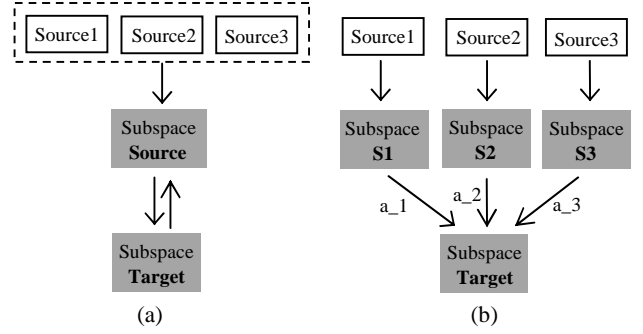 Source1 Source2 Source3
Subspace
Source
Subspace
Target
(a)
Source1 Source2 Source3
Subspace
S1
Subspace
S2
Subspace
S3
a_1 a_2 a_3
Subspace
Target
(b)